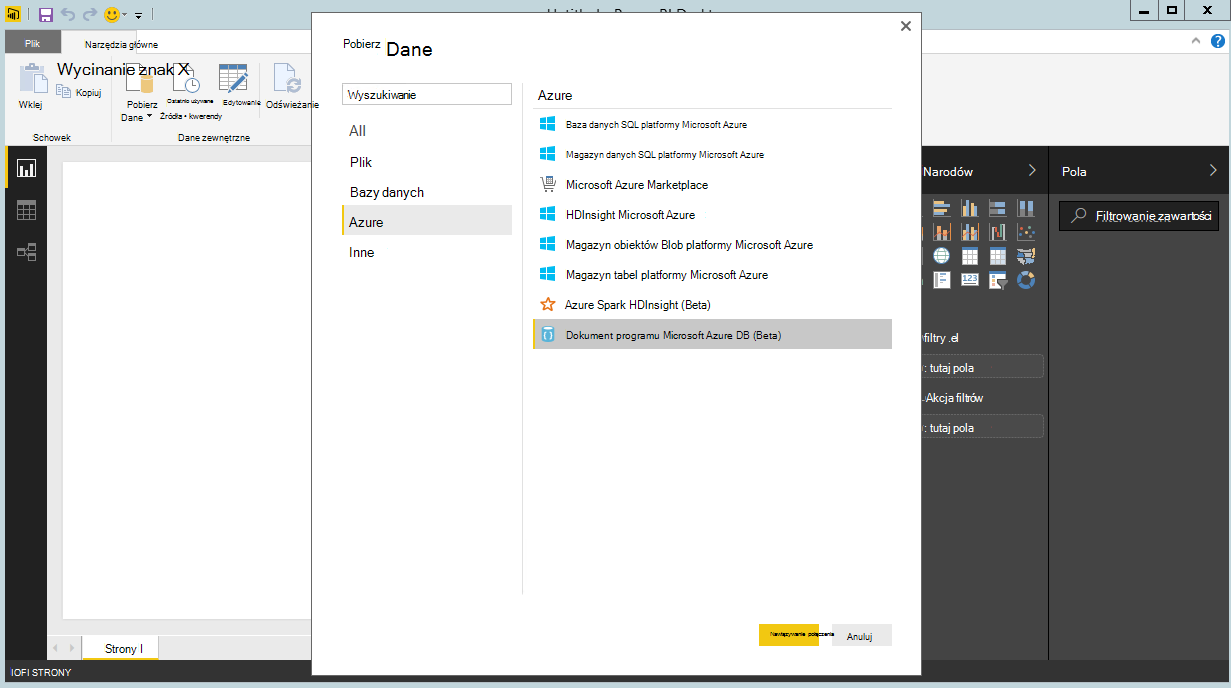 Plik
Narzędzia główne
Wycinanie znak X
Wklej
Kopiuj
Pobierz
Dane
Ostatnio używane
Źródła • kwerendy
Edytowanie
Odświeżanie
Schowek
Dane zewnętrzne
Pobierz Dane
Wyszukiwanie
All
Plik
Bazy danych
Azure
Inne
Azure
Baza danych SQL platformy Microsoft Azure
Magazyn danych SQL platformy Microsoft Azure
Microsoft Azure Marketplace
HDInsight Microsoft Azure
Magazyn obiektów Blob platformy Microsoft Azure
Magazyn tabel platformy Microsoft Azure
Azure Spark HDInsight (Beta)
Dokument programu Microsoft Azure DB (Beta)
Nawiązywanie połączenia
Anuluj
Narodów
Pola
Filtrowanie zawartości
123
filtry .el
: tutaj pola
Akcja filtrów
: tutaj pola
Strony I
IOFI STRONY